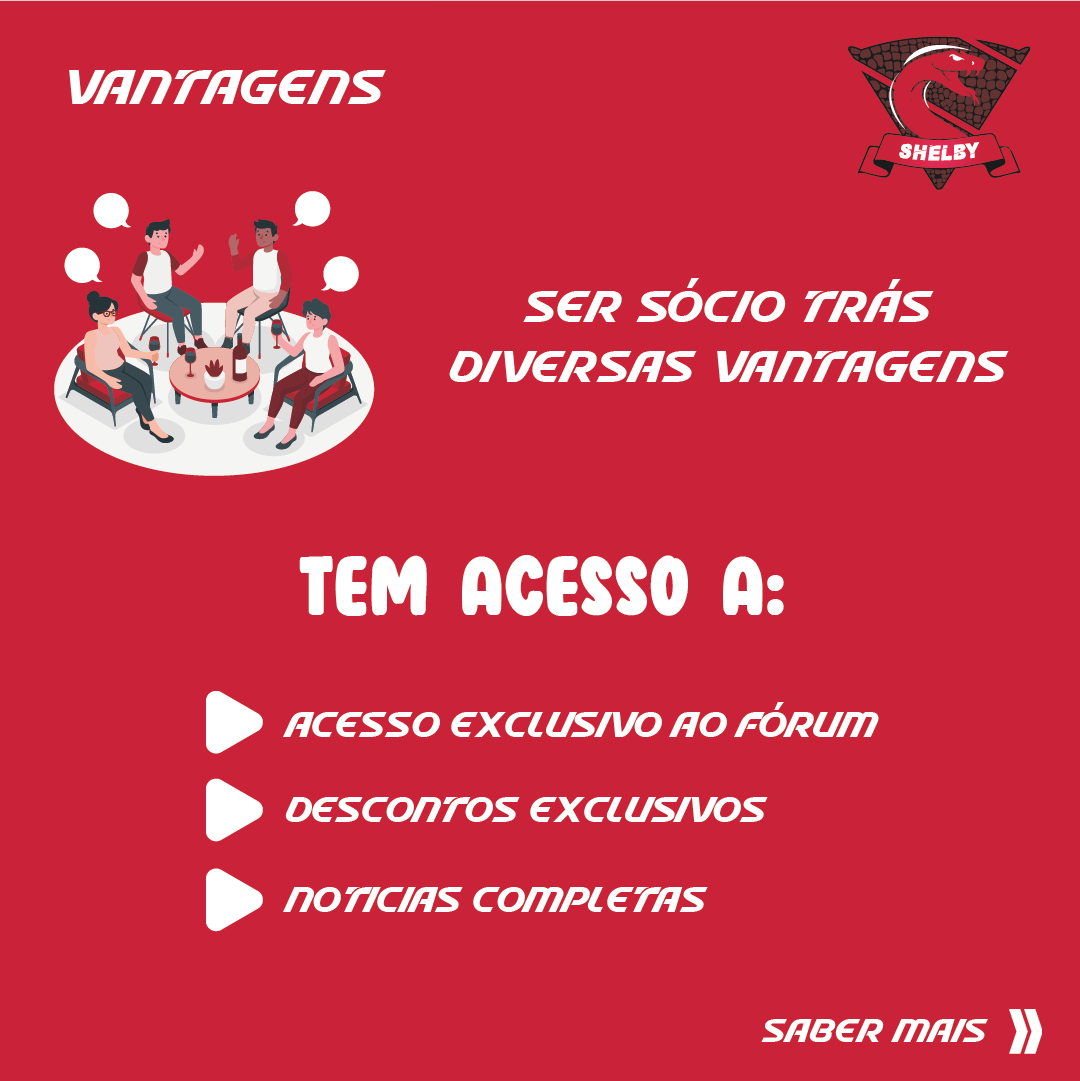 VANTAGENS
SHELBY
SER SÓCIO TRÁS
DIVERSAS VANTAGENS
TEM ACESSO A:
ACESSO EXCLUSIVO AO FÓRUM
DESCONTOS EXCLUSIVOS
NOTICIAS COMPLETAS
SABER MAIS